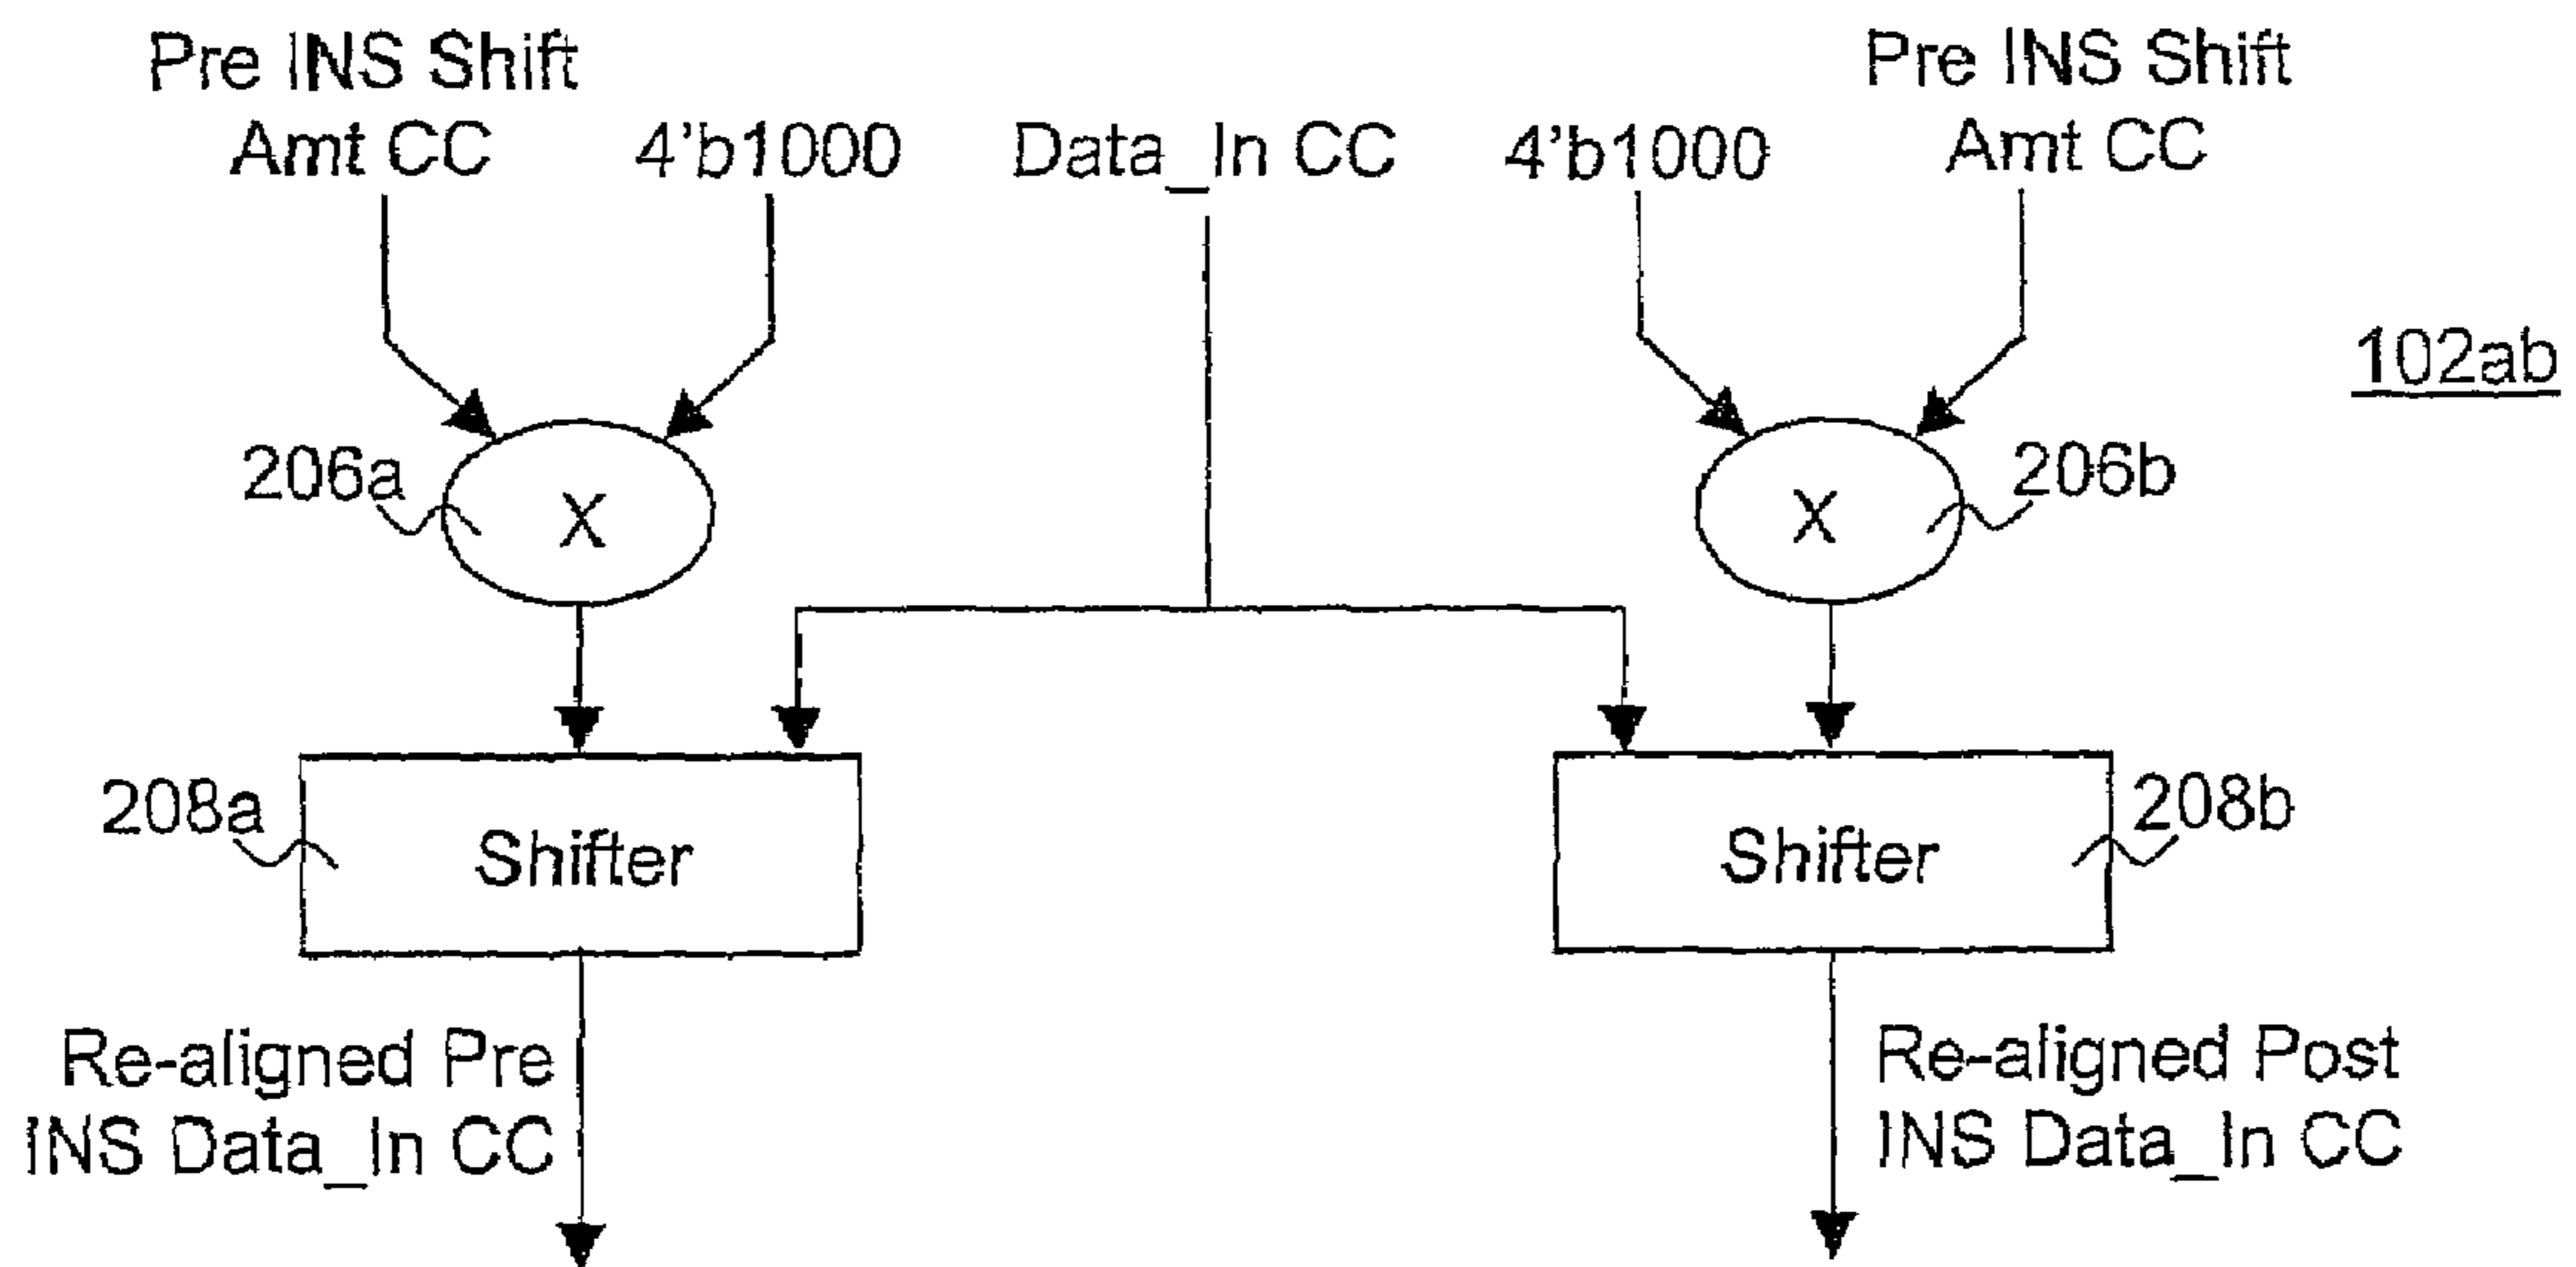 Pre INS Shift
Amt CC
4'b1000
Data_In CC
4'b1000
Pre INS Shift
Amt CC
102ab
206a
X
X
206b
208a
Shifter
Shifter
208b
Re-aligned Pre
INS Data_In CC
Re-aligned Post
INS Data_In CC